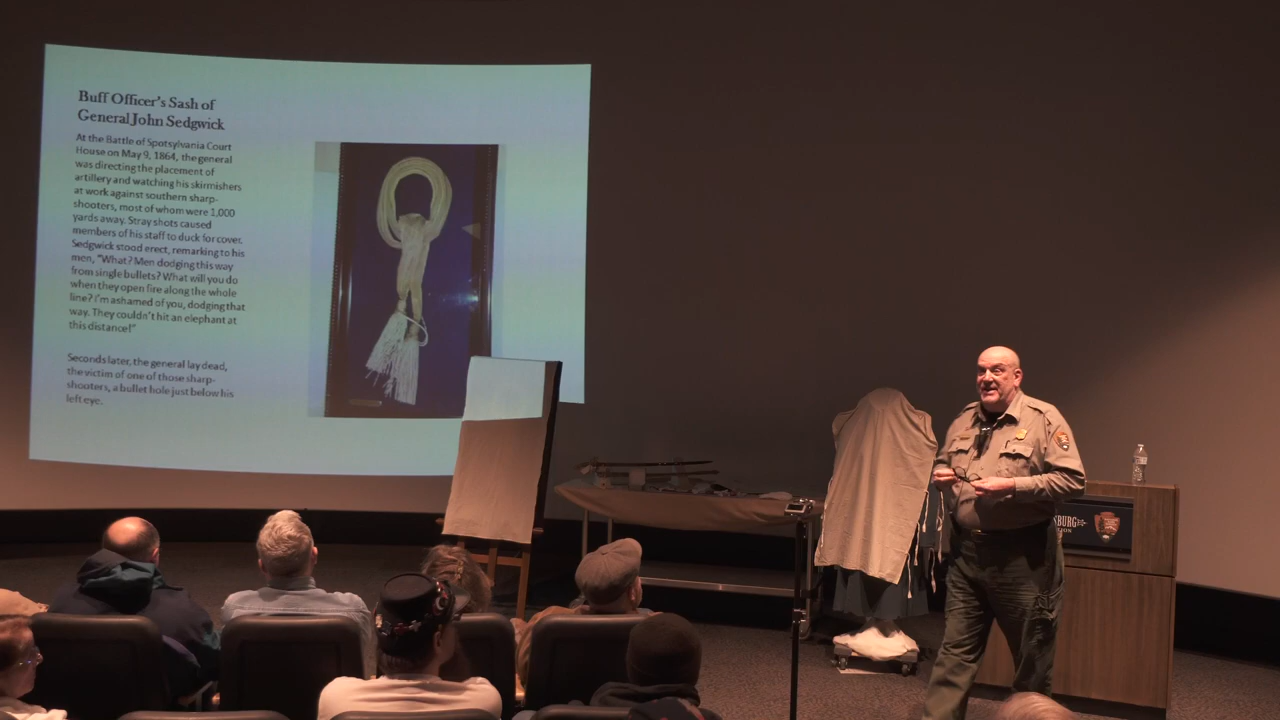 Buff Officer's Sash of
General John Sedgwick
At the Battle of Spotsylvania Court
House on May 9, 1864, the general
was directing the placement of
artillery and watching his skirmishers
at work against southern sharp-
shooters, most of whom were 1,000
yards away. Stray shots caused
members of his staff to duck for cover.
Sedgwick stood erect, remarking to his
men, "What? Men dodging this way
from single bullets? What will you do
when they open fire along the whole
line? I'm ashamed of you, dodging that
way. They couldn't hit an elephant at
this distance!"
Seconds later, the general lay dead,
the victim of one of those sharp-
shooters, a bullet hole just below his
left eye.
SBURG
ION